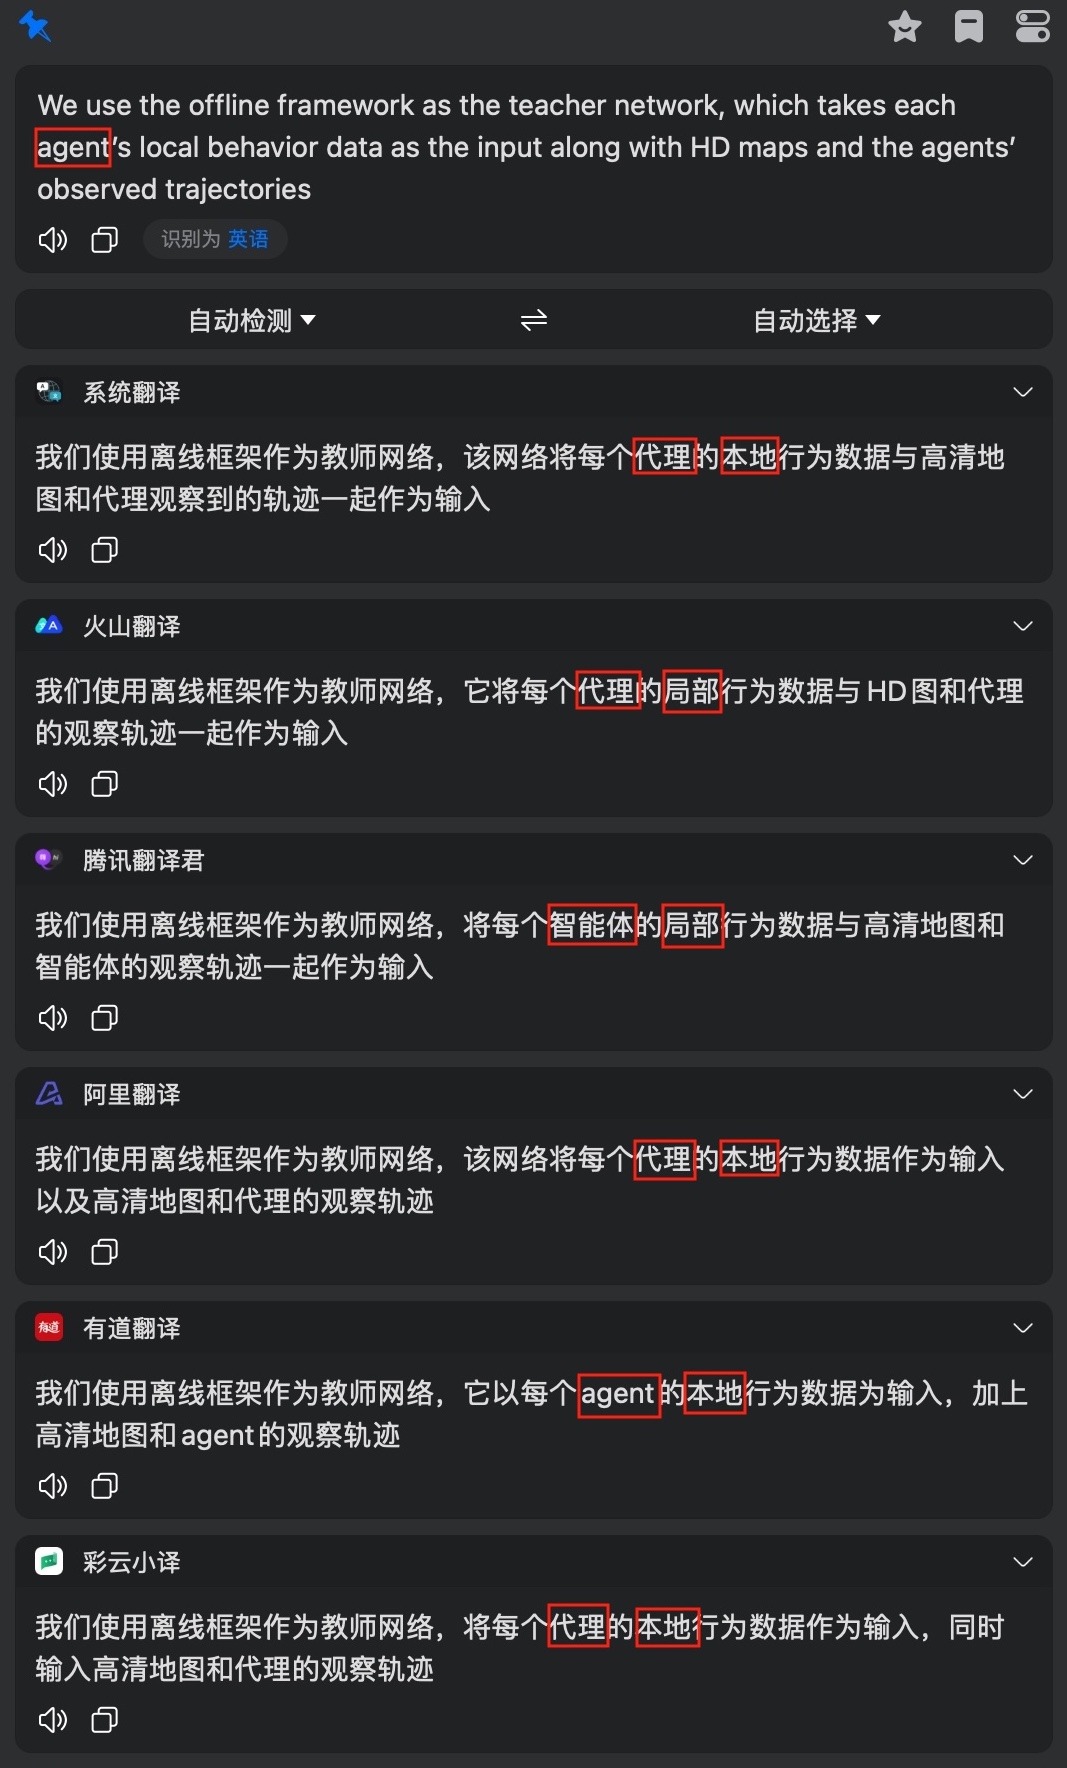 We use the offline framework as the teacher network, which takes each
agent's local behavior data as the input along with HD maps and the agents'
observed trajectories
识别为 英语
自动检测
自动选择
系统翻译
我们使用离线框架作为教师网络，该网络将每个代理的本地行为数据与高清地
图和代理观察到的轨迹一起作为输入
火山翻译
我们使用离线框架作为教师网络，它将每个代理的局部行为数据与HD图和代理
的观察轨迹一起作为输入
腾讯翻译君
我们使用离线框架作为教师网络，将每个智能体的局部行为数据与高清地图和
智能体的观察轨迹一起作为输入
阿里翻译
我们使用离线框架作为教师网络，该网络将每个代理的本地行为数据作为输入
以及高清地图和代理的观察轨迹
有道
有道翻译
我们使用离线框架作为教师网络，它以每个agent的本地行为数据为输入，加上
高清地图和agent的观察轨迹
彩云小译
我们使用离线框架作为教师网络，将每个代理的本地行为数据作为输入，同时
输入高清地图和代理的观察轨迹